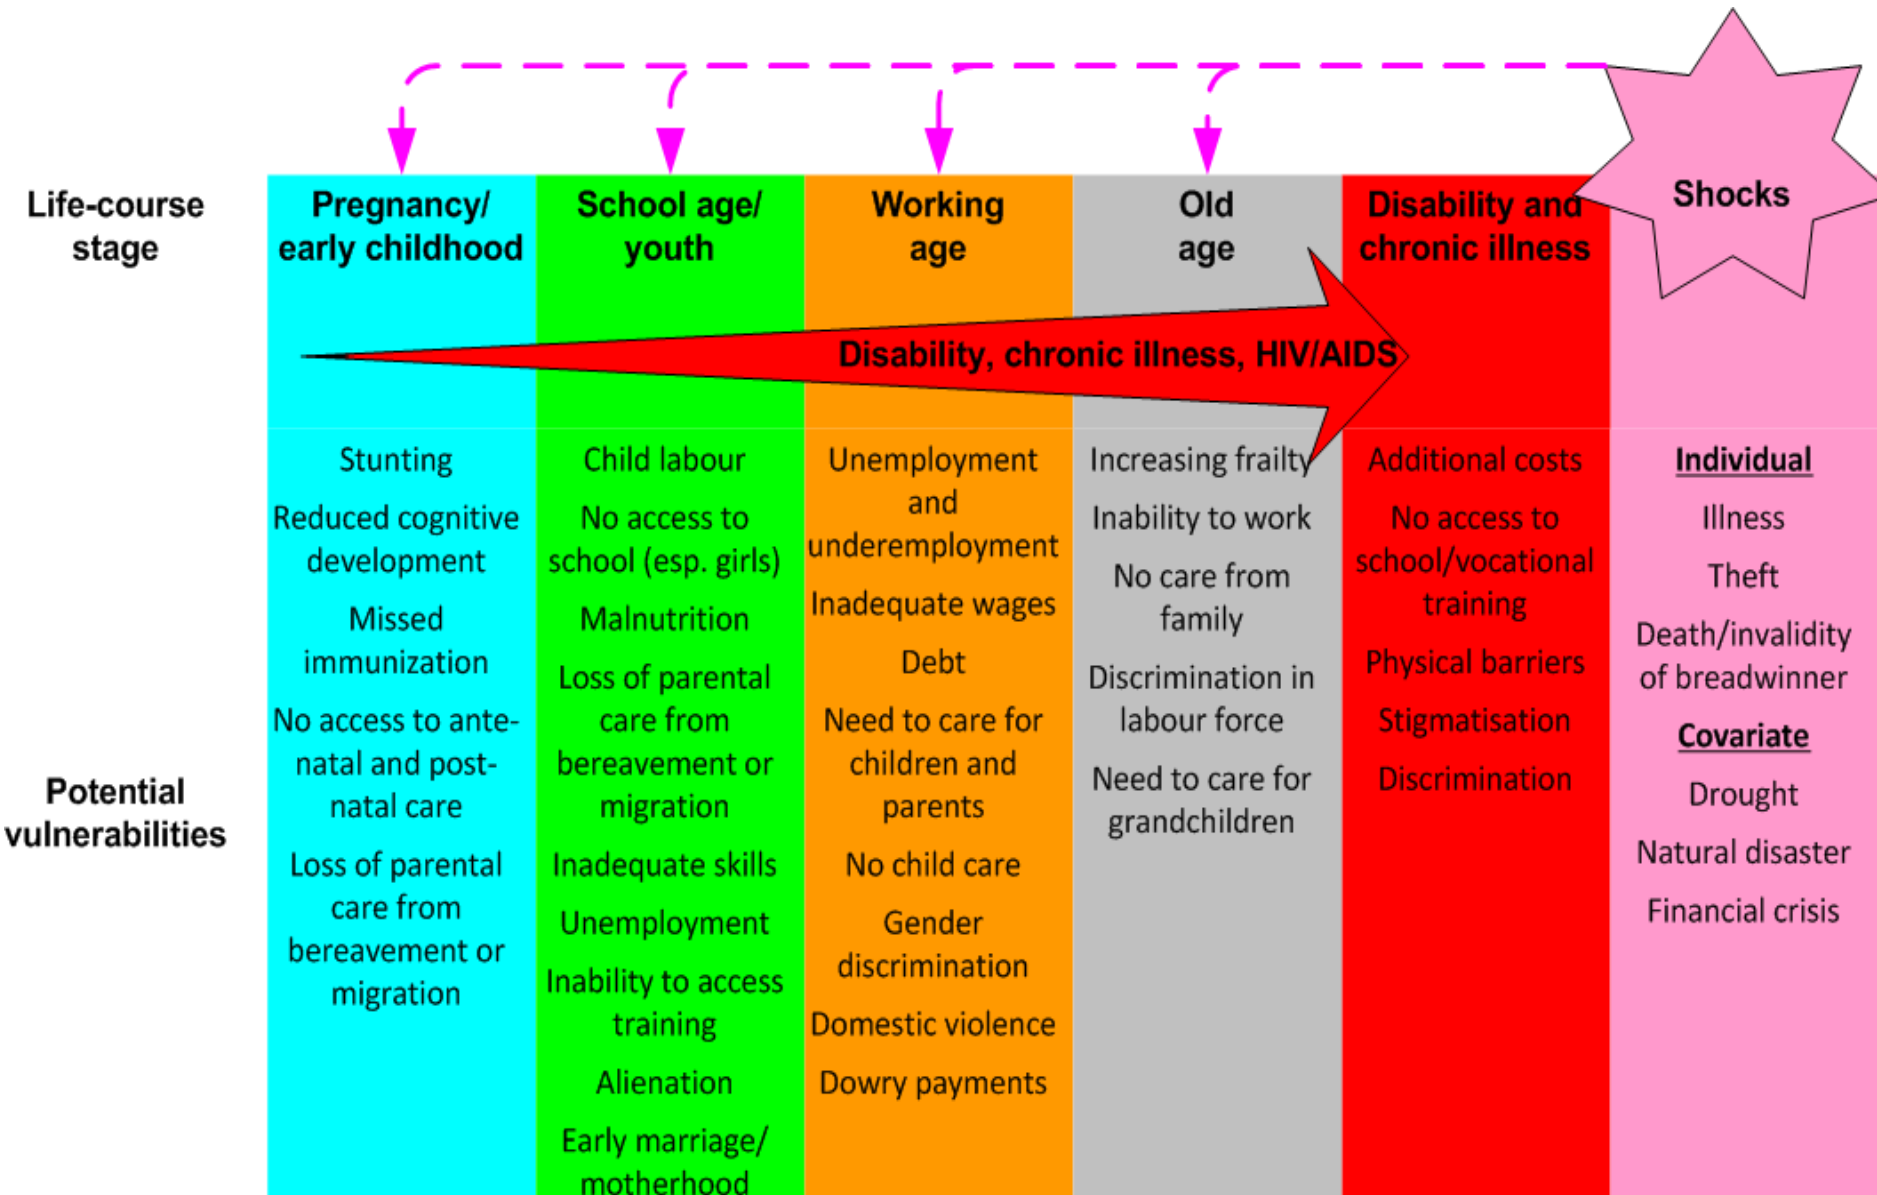 Life-course
stage
Pregnancy/
early childhood
School age/
youth
Working
age
Old
age
Disability and
chronic illness
Shocks
Disability, chronic illness, HIV/AIDS
Potential
vulnerabilities
Stunting
Reduced cognitive
development
Missed
immunization
No access to ante-
natal and post-
natal care
Loss of parental
care from
bereavement or
migration
Child labour
No access to
school (esp. girls)
Malnutrition
Loss of parental
care from
bereavement or
migration
Inadequate skills
Unemployment
Inability to access
training
Alienation
Early marriage/
motherhood
Unemployment
and
underemployment
Inadequate wages
Debt
Need to care for
children and
parents
No child care
Gender
discrimination
Domestic violence
Dowry payments
Increasing frailty
Inability to work
No care from
family
Discrimination in
labour force
Need to care for
grandchildren
Additional costs
No access to
school/vocational
training
Physical barriers
Stigmatisation
Discrimination
Individual
Illness
Theft
Death/invalidity
of breadwinner
Covariate
Drought
Natural disaster
Financial crisis